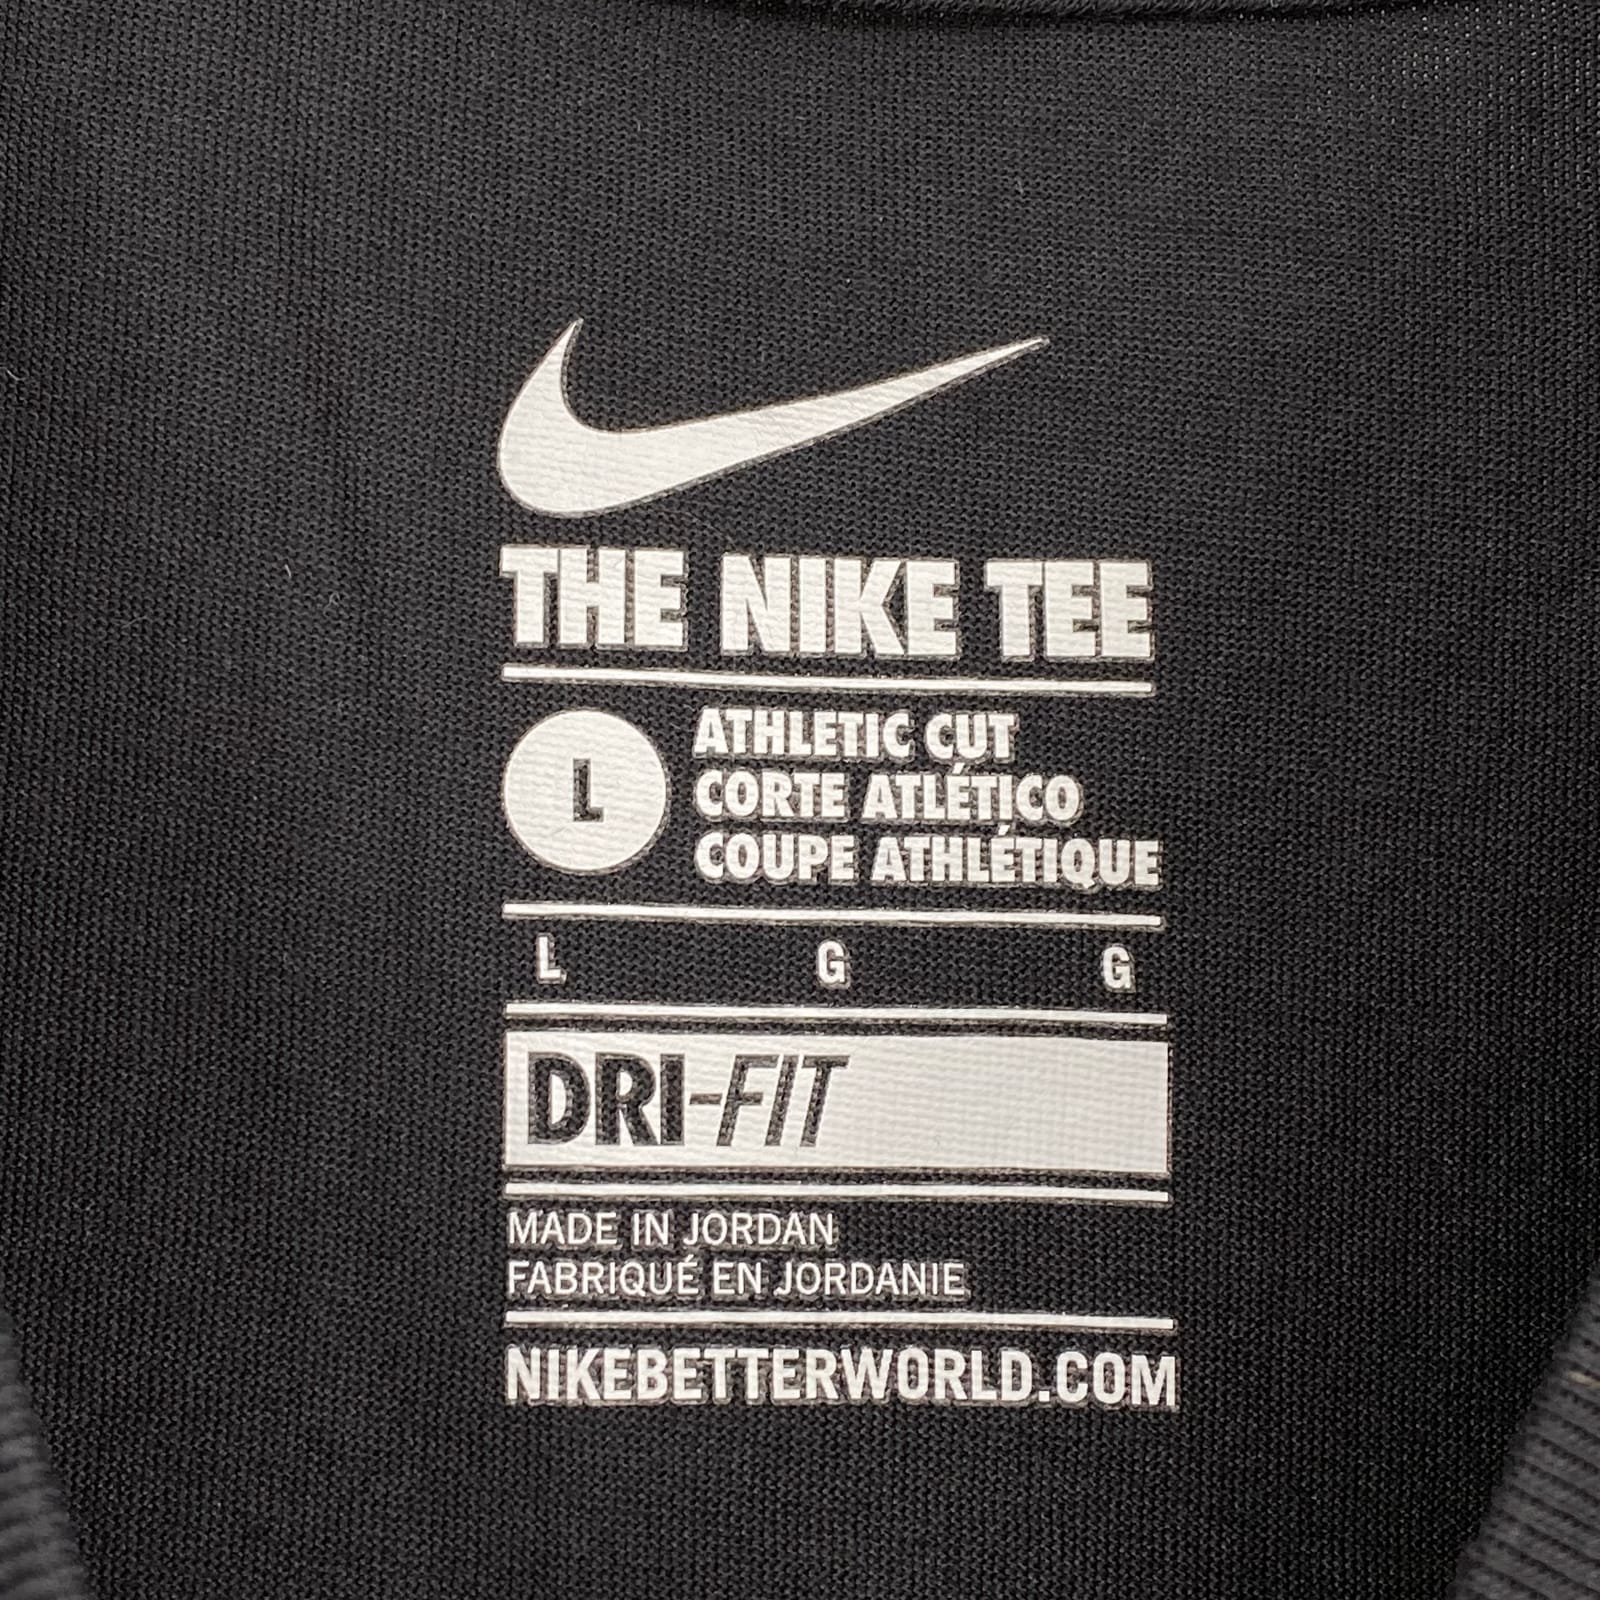 THE NIKE TEE
L
ATHLETIC CUT
CORTE ATLÉTICO
COUPE ATHLÉTIQUE
L G G
DRI-FIT
MADE IN JORDAN
FABRIQUÉ EN JORDANIE
NIKEBETTERWORLD.COM